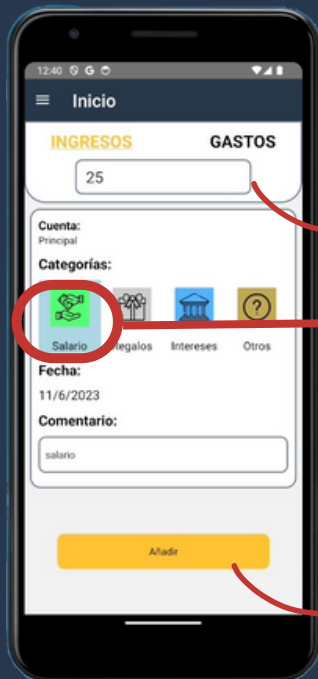 12:40
Inicio
INGRESOS GASTOS
25
Cuenta:
Principal
Categorías:
Salario Regalos Intereses Otros
Fecha:
11/6/2023
Comentario:
salario
Añadir